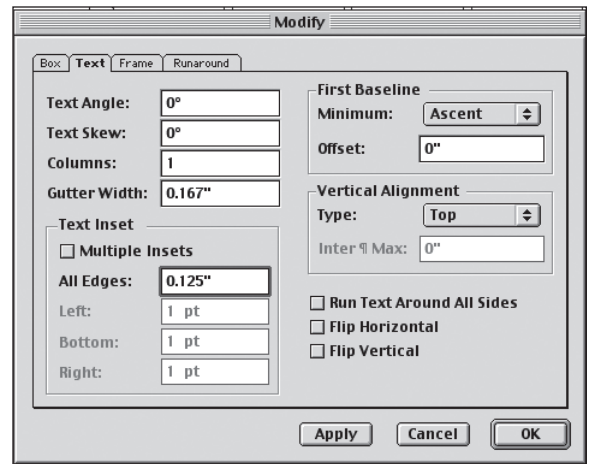 Modify
Box Text Frame Runaround
Text Angle: 0°
Text Skew: 0°
Columns: 1
Gutter Width: 0.167"
Text Inset
Multiple Insets
All Edges: 0.125"
Left: 1 pt
Bottom: 1 pt
Right: 1 pt
First Baseline
Minimum: Ascent
Offset: 0"
Vertical Alignment
Type: Top
Inter ¶ Max: 0"
Run Text Around All Sides
Flip Horizontal
Flip Vertical
Apply Cancel OK